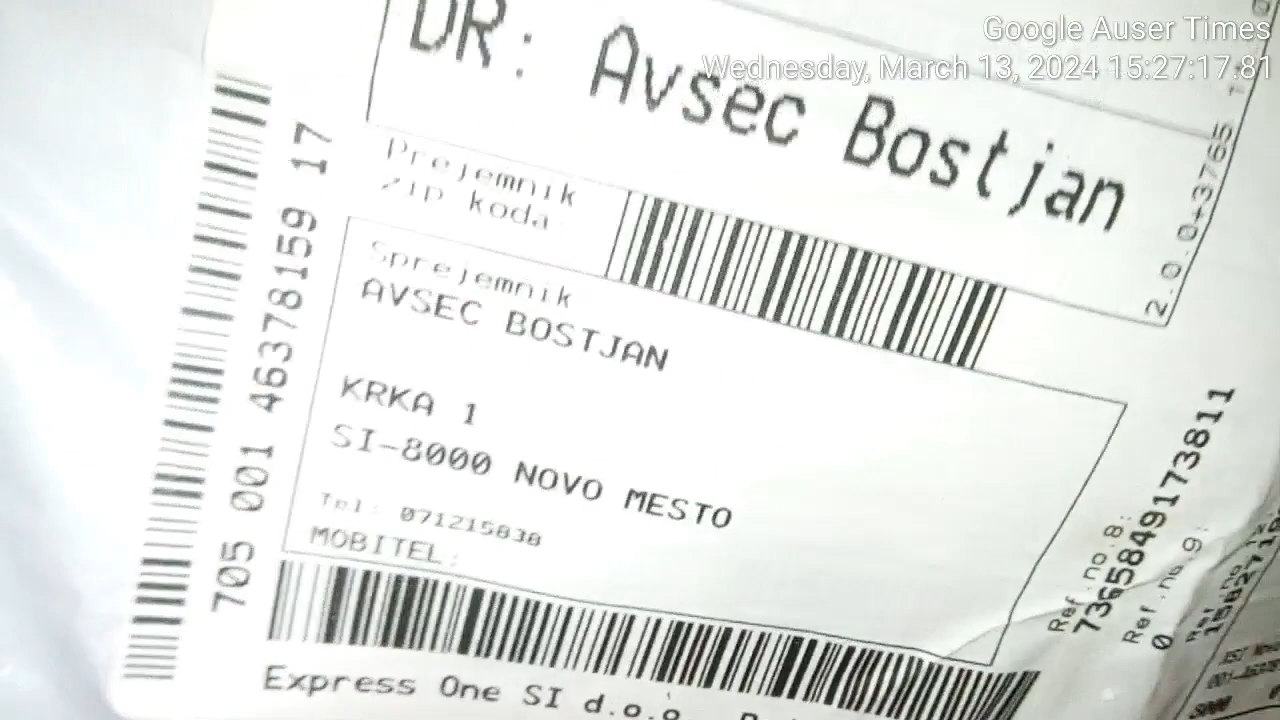 Google Auser Times
Wednesday, March 13, 2024 15:27:17.81
DR: Avsec Bostjan
Prejemnik
Zip koda
2.0.0+3765
Sprejemnik
AVSEC BOSTJAN
KRKA 1
SI-8000 NOVO MESTO
Tel: 071215838
MOBITEL:
705 001 46378159 17
Express One SI d.o.o.
Ref.no.8:
7365849173811
Ref.no.9:
0